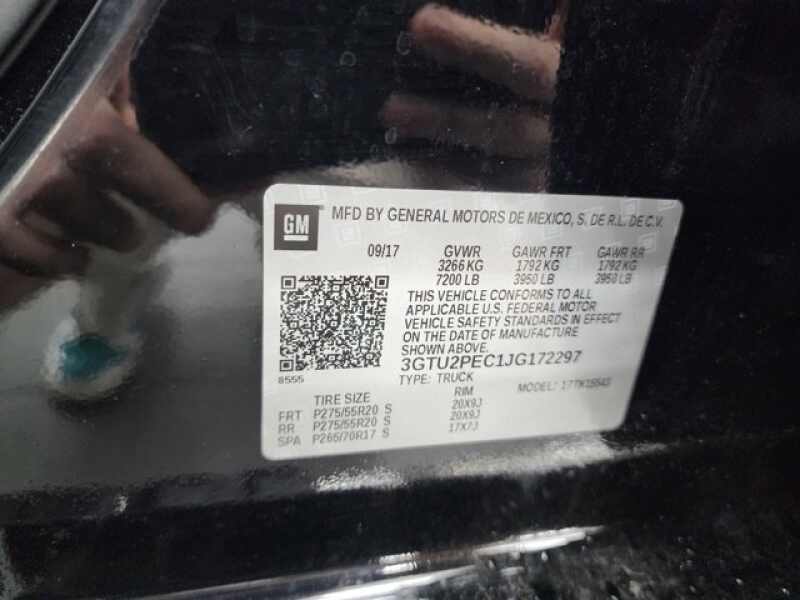 GM MFD BY GENERAL MOTORS DE MEXICO, S. DE R.L. DE C.V.
09/17 GVWR GAWR FRT GAWR RR
3266 KG 1792 KG 1792 KG
7200 LB 3950 LB 3950 LB
THIS VEHICLE CONFORMS TO ALL
APPLICABLE U.S. FEDERAL MOTOR
VEHICLE SAFETY STANDARDS IN EFFECT
ON THE DATE OF MANUFACTURE
SHOWN ABOVE.
3GTU2PEC1JG172297
8555
TYPE: TRUCK MODEL:
TIRE SIZE RIM
FRT P275/55R20 S 20X9J
RR P275/55R20 S 20X9J
SPA P265/70R17 S 17X7J